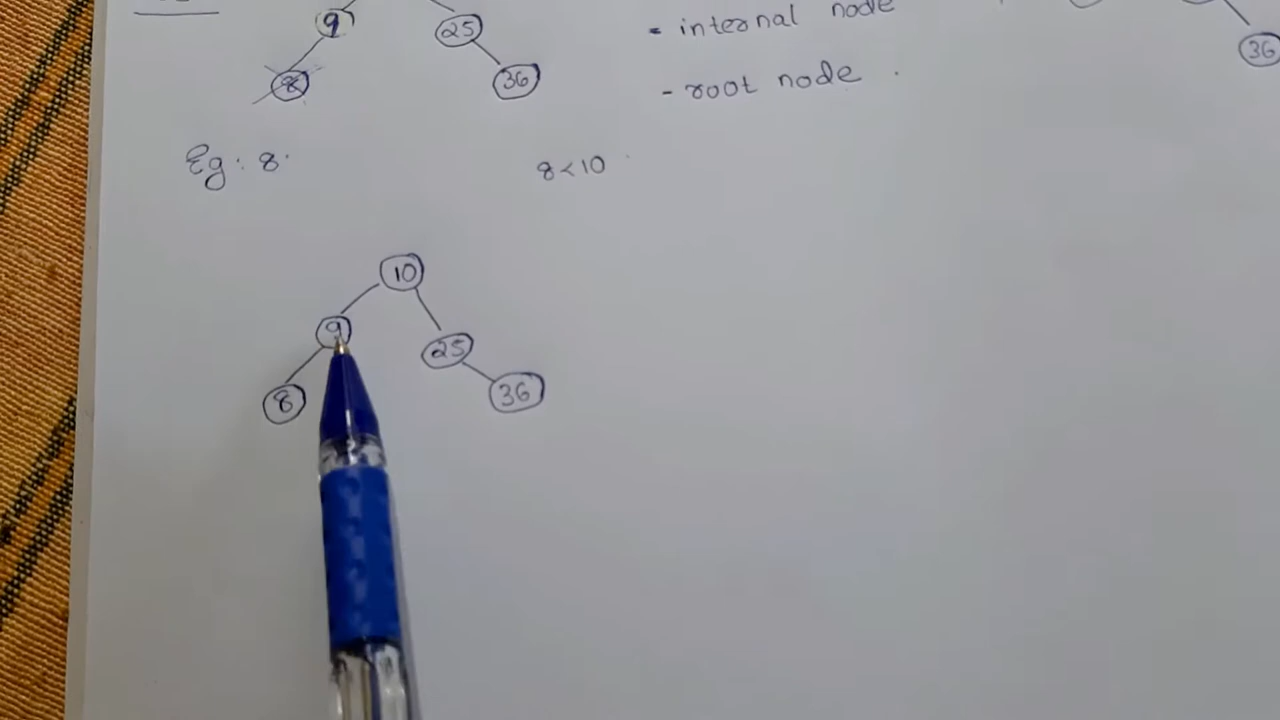 9 25 - internal node
8 36 - root node 36
Eg: 8 8<10
10
9 25
8 36